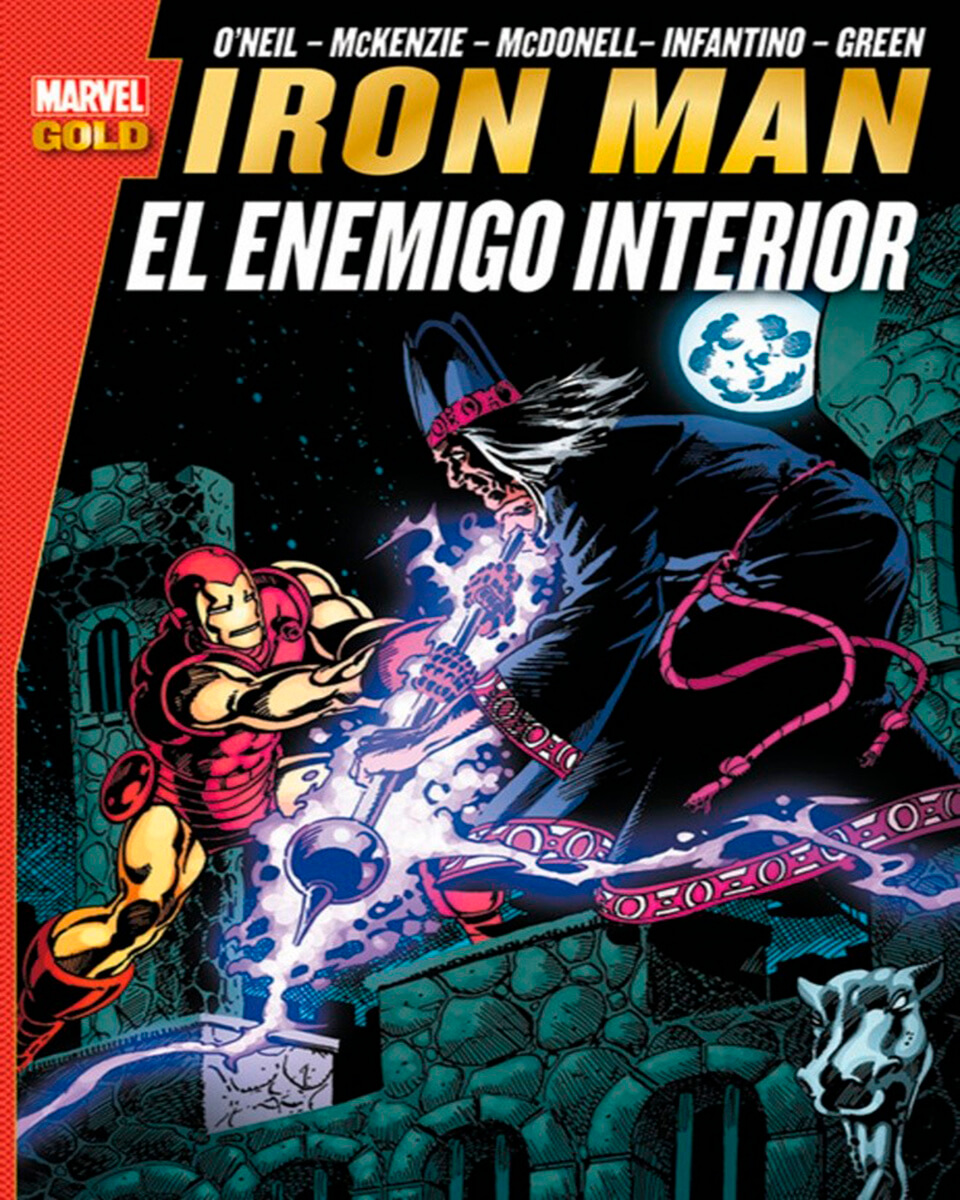 O'NEIL – McKENZIE – McDONELL– INFANTINO – GREEN
MARVEL
GOLD
IRON MAN
EL ENEMIGO INTERIOR